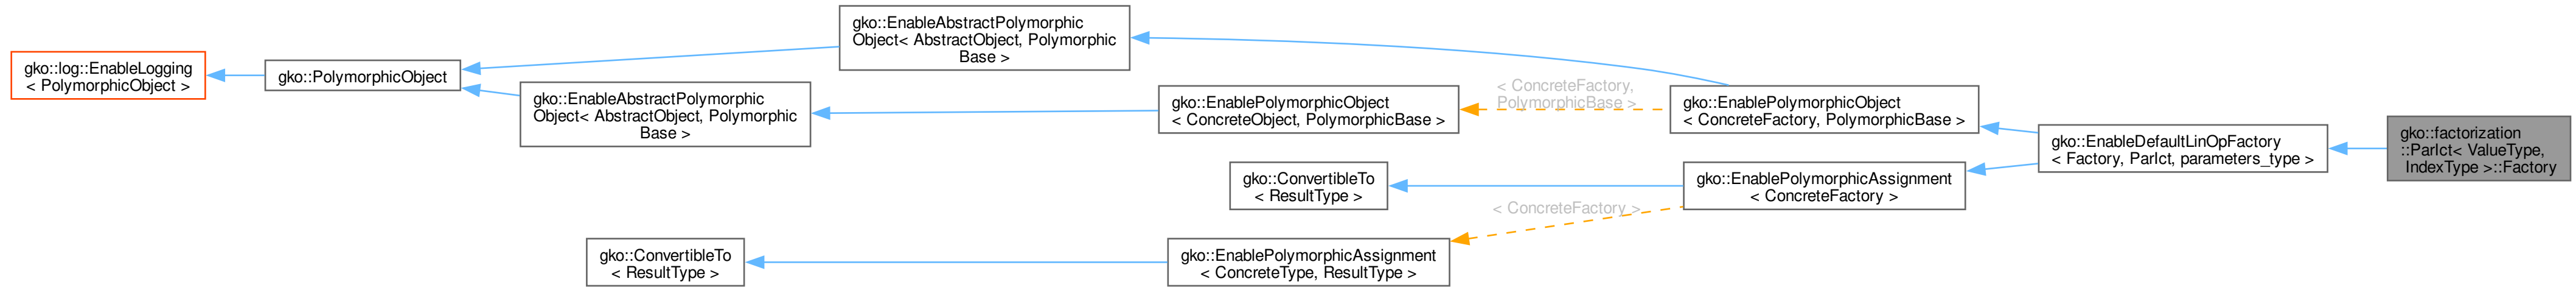 gko::log::EnableLogging
< PolymorphicObject >
gko::PolymorphicObject
gko::EnableAbstractPolymorphic
Object< AbstractObject, Polymorphic
Base >
gko::EnableAbstractPolymorphic
Object< AbstractObject, Polymorphic
Base >
gko::EnablePolymorphicObject
< ConcreteObject, PolymorphicBase >
< ConcreteFactory,
PolymorphicBase >
gko::EnablePolymorphicObject
< ConcreteFactory, PolymorphicBase >
gko::ConvertibleTo
< ResultType >
gko::EnablePolymorphicAssignment
< ConcreteFactory >
< ConcreteFactory >
gko::ConvertibleTo
< ResultType >
gko::EnablePolymorphicAssignment
< ConcreteType, ResultType >
gko::EnableDefaultLinOpFactory
< Factory, ParIct, parameters_type >
gko::factorization
::ParIct< ValueType,
IndexType >::Factory